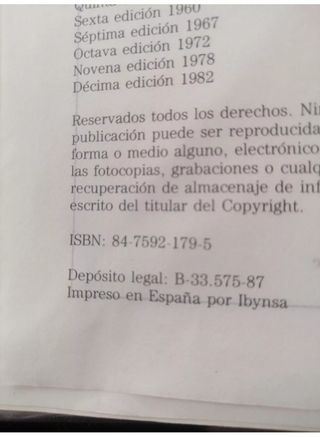 Sexta edición 1960
Séptima edición 1967
Octava edición 1972
Novena edición 1978
Décima edición 1982
Reservados todos los derechos. Ni
publicación puede ser reproducida
forma o medio alguno, electrónico
las fotocopias, grabaciones o cualq
recuperación de almacenaje de inf
escrito del titular del Copyright.
ISBN: 84-7592-179-5
Depósito legal: B-33.575-87
Impreso en España por Ibynsa